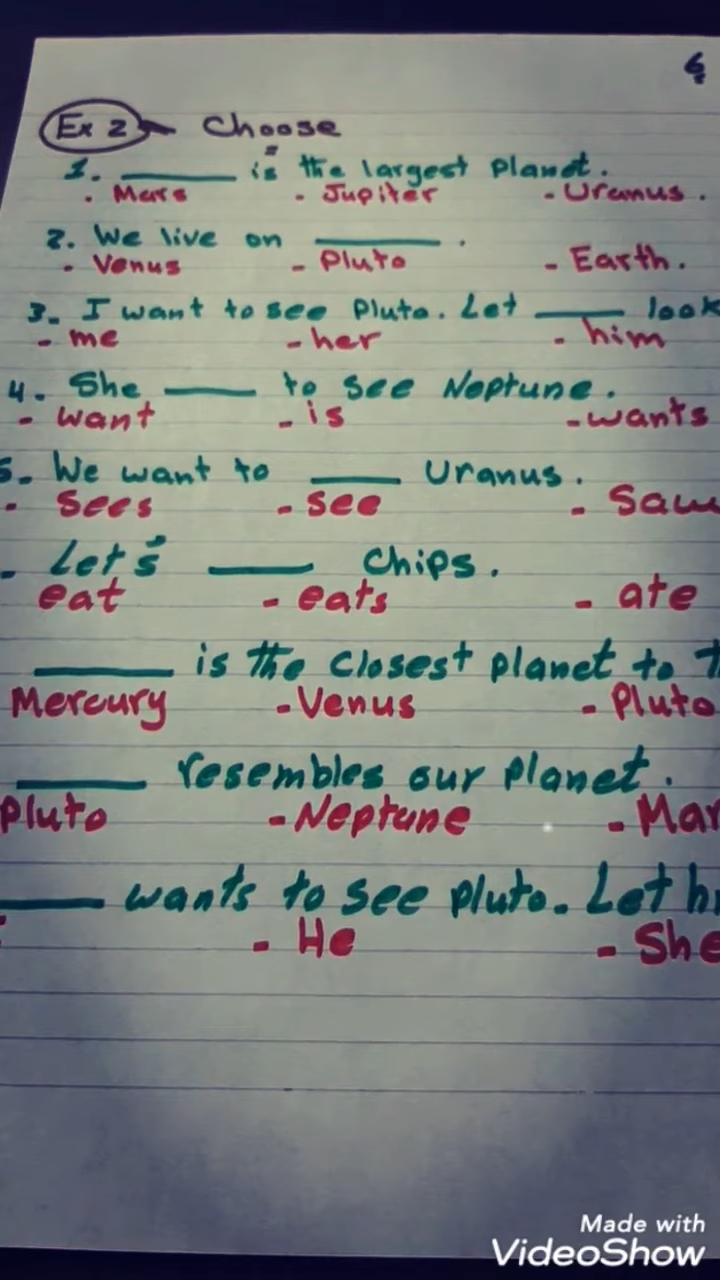 6
Ex 2 Choose
1. ______ is the largest planet.
. Mars - Jupiter - Uranus.
2. We live on ______.
- Venus - Pluto - Earth.
3. I want to see Pluto. Let ______ look
- me - her - him
4. She ______ to see Neptune.
- want - is - wants
5. We want to ______ Uranus.
- sees - see - Saw
Let's ______ chips.
eat - eats - ate
______ is the closest planet to
Mercury - Venus - Pluto
______ resembles our planet.
Pluto - Neptune - Mar
______ wants to see pluto. Let h
- He - She
Made with
VideoShow